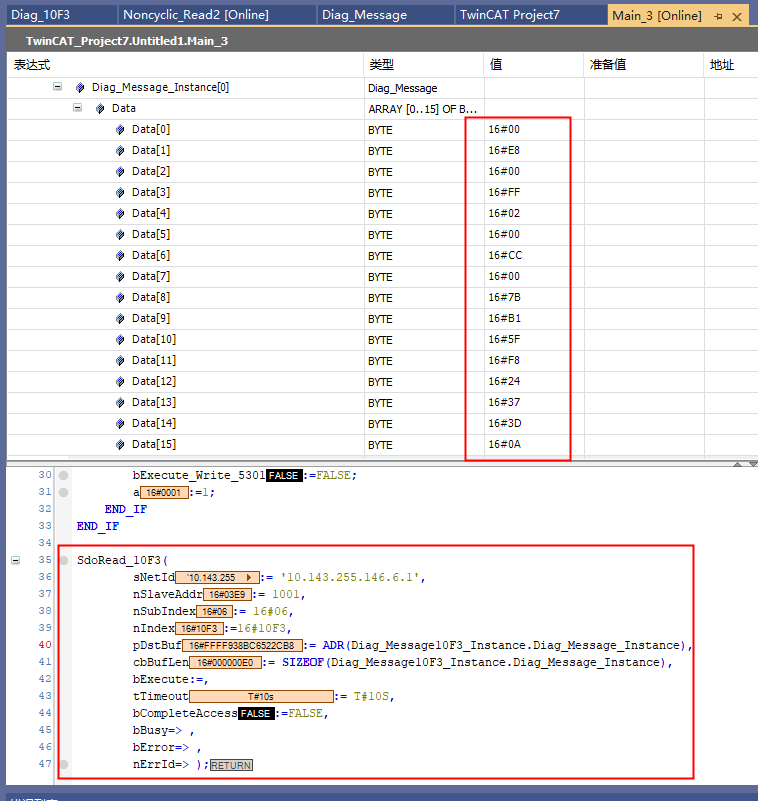 Diag_10F3 Noncyclic_Read2 [Online] Diag_Message TwinCAT Project7 Main_3 [Online]
TwinCAT_Project7.Untitled1.Main_3
表达式 类型 值 准备值 地址
Diag_Message_Instance[0] Diag_Message
Data ARRAY [0..15] OF B...
Data[0] BYTE 16#00
Data[1] BYTE 16#E8
Data[2] BYTE 16#00
Data[3] BYTE 16#FF
Data[4] BYTE 16#02
Data[5] BYTE 16#00
Data[6] BYTE 16#CC
Data[7] BYTE 16#00
Data[8] BYTE 16#7B
Data[9] BYTE 16#B1
Data[10] BYTE 16#5F
Data[11] BYTE 16#F8
Data[12] BYTE 16#24
Data[13] BYTE 16#37
Data[14] BYTE 16#3D
Data[15] BYTE 16#0A
30 bExecute_Write_5301 FALSE :=FALSE;
31 a 16#0001 :=1;
32 END_IF
33 END_IF
34
35 SdoRead_10F3(
36 sNetId '10.143.255 := '10.143.255.146.6.1',
37 nSlaveAddr 16#03E9 := 1001,
38 nSubIndex 16#06 := 16#06,
39 nIndex 16#10F3 :=16#10F3,
40 pDstBuf 16#FFFF938BC6522CB8 := ADR(Diag_Message10F3_Instance.Diag_Message_Instance),
41 cbBufLen 16#000000E0 := SIZEOF(Diag_Message10F3_Instance.Diag_Message_Instance),
42 bExecute:=,
43 tTimeout T#10s := T#10S,
44 bCompleteAccess FALSE :=FALSE,
45 bBusy=> ,
46 bError=> ,
47 nErrId=> ); RETURN